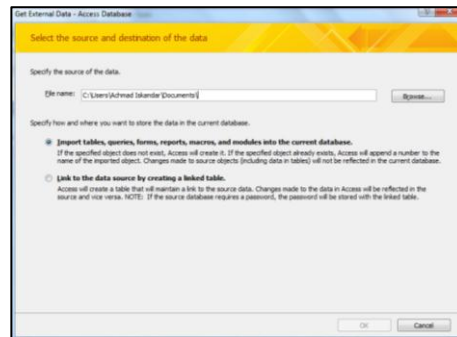 Get External Data - Access Database
Select the source and destination of the data
Specify the source of the data.
File name: C:\Users\Achmad Iskandar\Documents\ Browse...
Specify how and where you want to store the data in the current database.
Import tables, queries, forms, reports, macros, and modules into the current database.
If the specified object does not exist, Access will create it. If the specified object already exists, Access will append a number to the
name of the imported object. Changes made to source objects (including data in tables) will not be reflected in the current database.
Link to the data source by creating a linked table.
Access will create a table that will maintain a link to the source data. Changes made to the data in Access will be reflected in the
source and vice versa. NOTE: If the source database requires a password, the password will be stored with the linked table.
OK Cancel